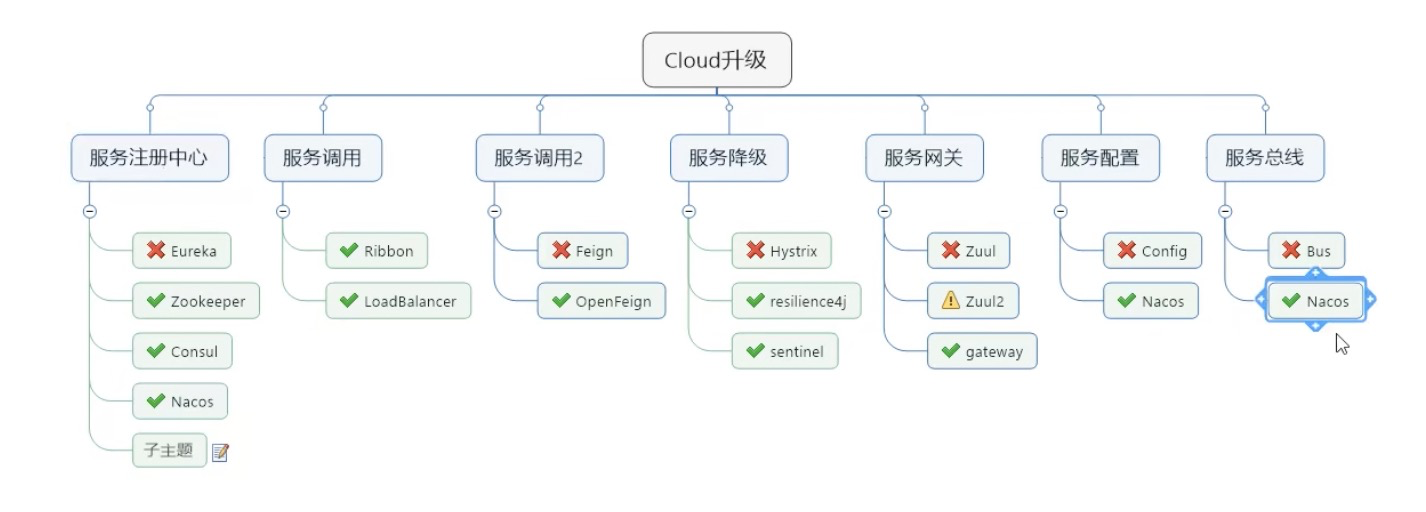 Cloud升级
服务注册中心
服务调用
服务调用2
服务降级
服务网关
服务配置
服务总线
Eureka
Zookeeper
Consul
Nacos
子主题
Ribbon
LoadBalancer
Feign
OpenFeign
Hystrix
resilience4j
sentinel
Zuul
Zuul2
gateway
Config
Nacos
Bus
Nacos